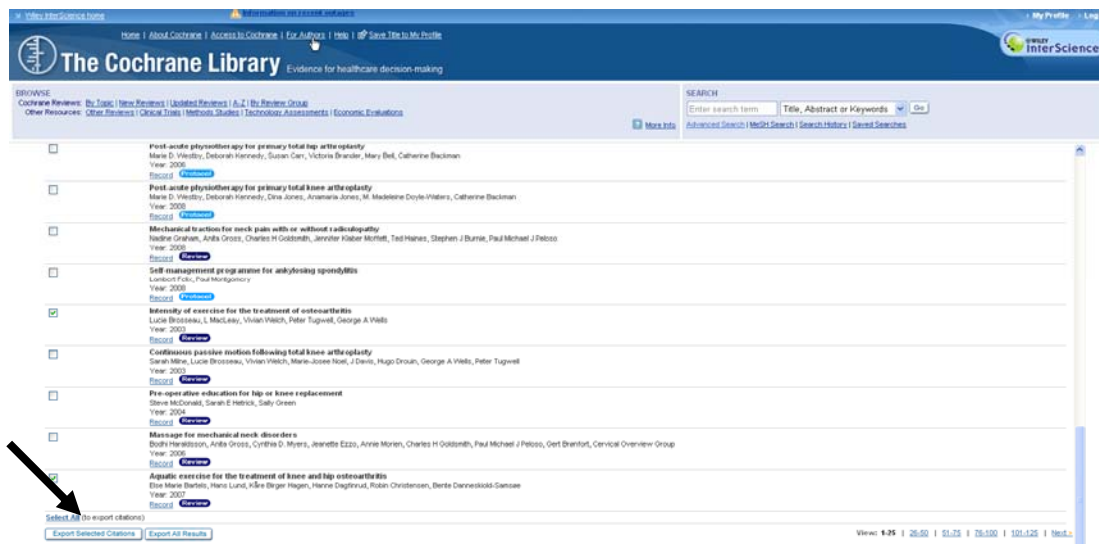 Wiley InterScience home
Information on recent outages
My Profile
Log
Home | About Cochrane | Access to Cochrane | For Authors | Help | Save Title to My Profile
The Cochrane Library Evidence for healthcare decision-making
WILEY
InterScience
BROWSE
Cochrane Reviews: By Topic | New Reviews | Updated Reviews | A-Z | By Review Group
Other Resources: Other Reviews | Clinical Trials | Methods Studies | Technology Assessments | Economic Evaluations
More Info
SEARCH
Enter search term Title, Abstract or Keywords Go
Advanced Search | MeSH Search | Search History | Saved Searches
Post-acute physiotherapy for primary total hip arthroplasty
Marie D. Westby, Deborah Kennedy, Susan Carr, Victoria Brander, Mary Bell, Catherine Backman
Year: 2006
Record Protocol
Post-acute physiotherapy for primary total knee arthroplasty
Marie D. Westby, Deborah Kennedy, Dina Jones, Anamaria Jones, M. Madeleine Doyle-Waters, Catherine Backman
Year: 2008
Record Protocol
Mechanical traction for neck pain with or without radiculopathy
Nadine Graham, Anita Gross, Charles H Goldsmith, Jennifer Klaber Moffett, Ted Haines, Stephen J Burnie, Paul Michael J Peloso
Year: 2008
Record Review
Self-management programme for ankylosing spondylitis
Lambert Felix, Paul Montgomery
Year: 2008
Record Protocol
Intensity of exercise for the treatment of osteoarthritis
Lucie Brosseau, L MacLeay, Vivian Welch, Peter Tugwell, George A Wells
Year: 2003
Record Review
Continuous passive motion following total knee arthroplasty
Sarah Milne, Lucie Brosseau, Vivian Welch, Marie-Josee Noel, J Davis, Hugo Drouin, George A Wells, Peter Tugwell
Year: 2003
Record Review
Pre-operative education for hip or knee replacement
Steve McDonald, Sarah E Hetrick, Sally Green
Year: 2004
Record Review
Massage for mechanical neck disorders
Bodhi Haraldsson, Anita Gross, Cynthia D. Myers, Jeanette Ezzo, Annie Morien, Charles H Goldsmith, Paul Michael J Peloso, Gert Brønfort, Cervical Overview Group
Year: 2006
Record Review
Aquatic exercise for the treatment of knee and hip osteoarthritis
Else Marie Bartels, Hans Lund, Kåre Birger Hagen, Hanne Dagfinrud, Robin Christensen, Bente Danneskiold-Samsøe
Year: 2007
Record Review
Select All (to export citations)
Export Selected Citations Export All Results
View: 1-25 | 26-50 | 51-75 | 76-100 | 101-125 | Next